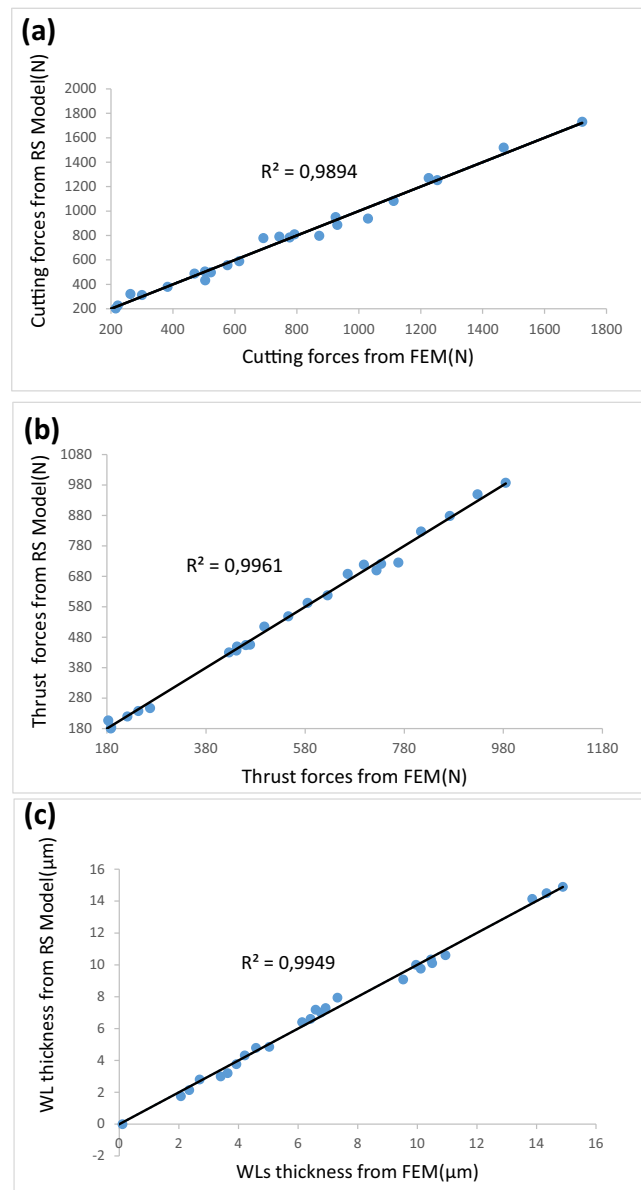 (a)
Cutting forces from RS Model(N)
2000
1800
1600
1400
1200
1000
800
600
400
200
R² = 0,9894
200 400 600 800 1000 1200 1400 1600 1800
Cutting forces from FEM(N)
(b)
Thrust forces from RS Model(N)
1080
980
880
780
680
580
480
380
280
180
R² = 0,9961
180 380 580 780 980 1180
Thrust forces from FEM(N)
(c)
WL thickness from RS Model(μm)
16
14
12
10
8
6
4
2
0
-2
R² = 0,9949
0 2 4 6 8 10 12 14 16
WLs thickness from FEM(μm)